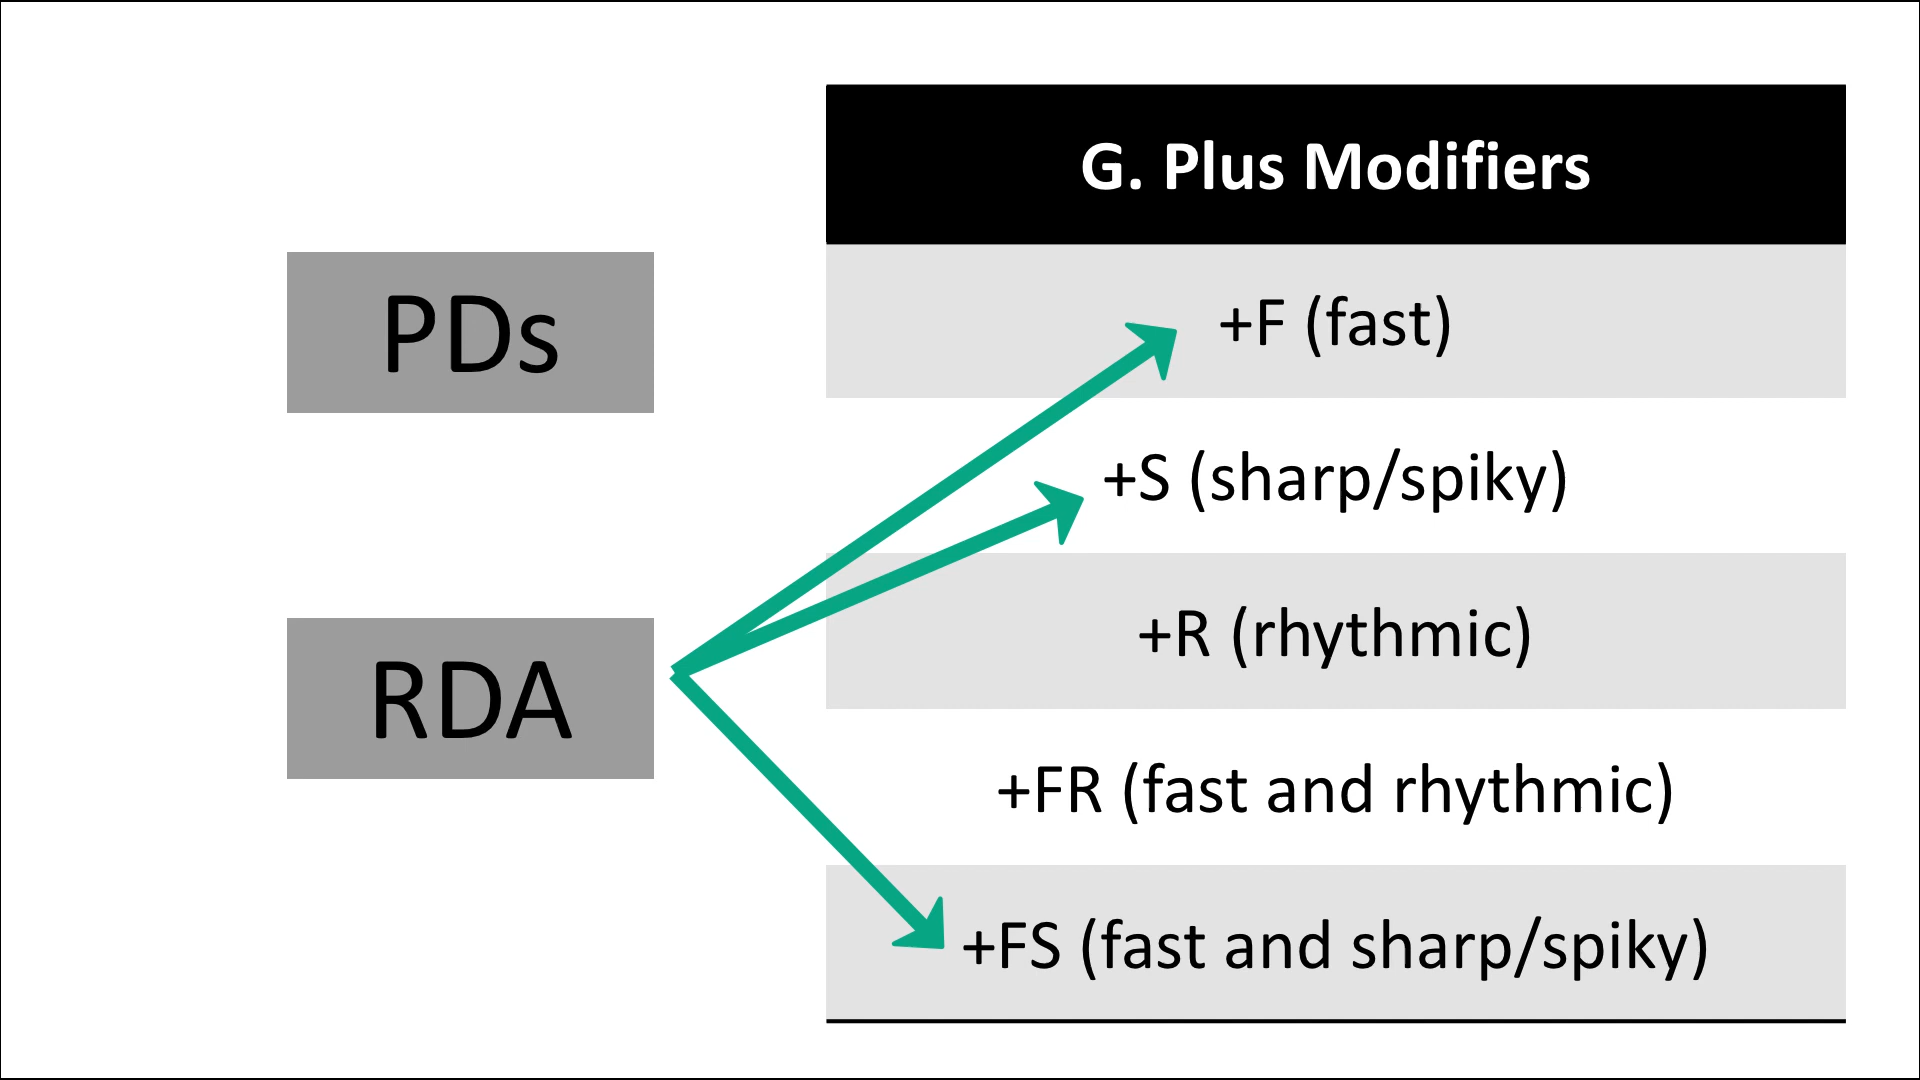 G. Plus Modifiers
PDs
+F (fast)
+S (sharp/spiky)
RDA
+R (rhythmic)
+FR (fast and rhythmic)
+FS (fast and sharp/spiky)